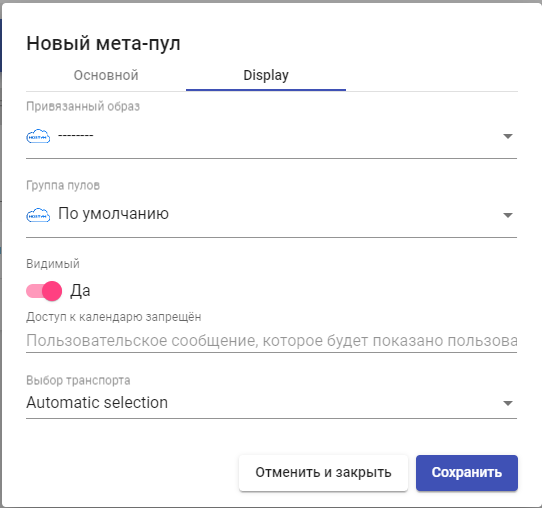 Новый мета-пул
Основной Display
Привязанный образ
--------
Группа пулов
По умолчанию
Видимый
Да
Доступ к календарю запрещён
Пользовательское сообщение, которое будет показано пользова
Выбор транспорта
Automatic selection
Отменить и закрыть Сохранить